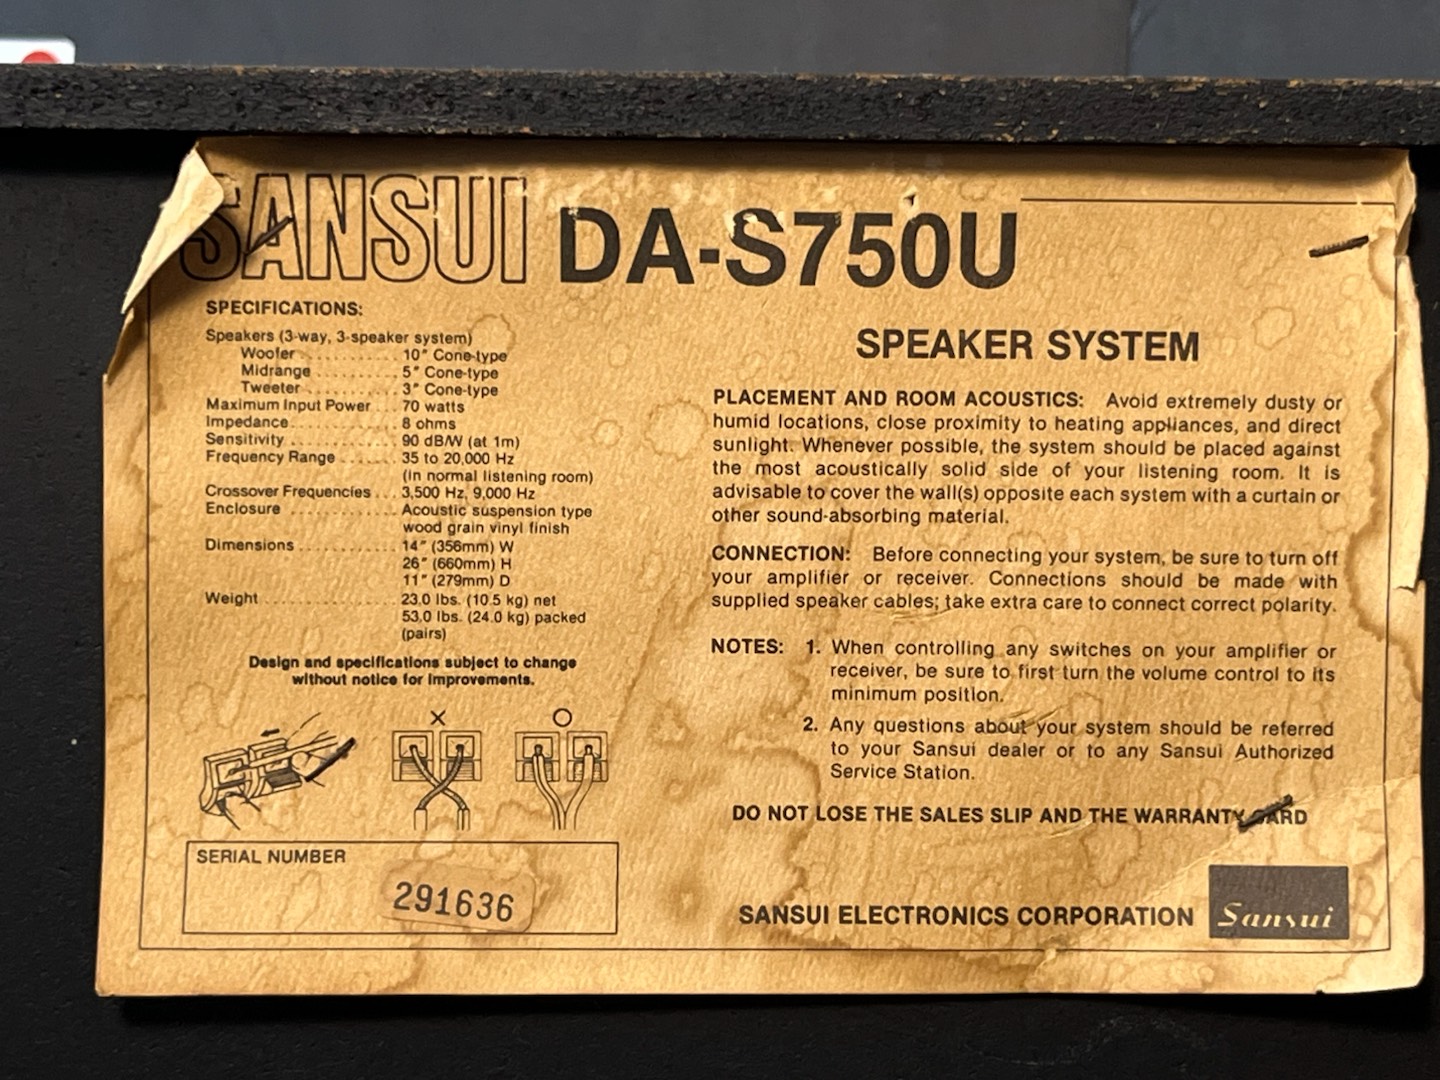 SANSUI DA-S750U
SPECIFICATIONS:
Speakers (3-way, 3-speaker system)
Woofer .......... 10" Cone-type
Midrange ......... 5" Cone-type
Tweeter .......... 3" Cone-type
Maximum Input Power ... 70 watts
Impedance ............. 8 ohms
Sensitivity ............ 90 dB/W (at 1m)
Frequency Range ....... 35 to 20,000 Hz
(in normal listening room)
Crossover Frequencies ... 3,500 Hz, 9,000 Hz
Enclosure ............. Acoustic suspension type
wood grain vinyl finish
Dimensions ............ 14" (356mm) W
26" (660mm) H
11" (279mm) D
Weight ................ 23.0 lbs. (10.5 kg) net
53.0 lbs. (24.0 kg) packed
(pairs)
Design and specifications subject to change
without notice for improvements.
SERIAL NUMBER
291636
SPEAKER SYSTEM
PLACEMENT AND ROOM ACOUSTICS: Avoid extremely dusty or
humid locations, close proximity to heating appliances, and direct
sunlight. Whenever possible, the system should be placed against
the most acoustically solid side of your listening room. It is
advisable to cover the wall(s) opposite each system with a curtain or
other sound-absorbing material.
CONNECTION: Before connecting your system, be sure to turn off
your amplifier or receiver. Connections should be made with
supplied speaker cables; take extra care to connect correct polarity.
NOTES: 1. When controlling any switches on your amplifier or
receiver, be sure to first turn the volume control to its
minimum position.
2. Any questions about your system should be referred
to your Sansui dealer or to any Sansui Authorized
Service Station.
DO NOT LOSE THE SALES SLIP AND THE WARRANTY CARD
SANSUI ELECTRONICS CORPORATION Sansui